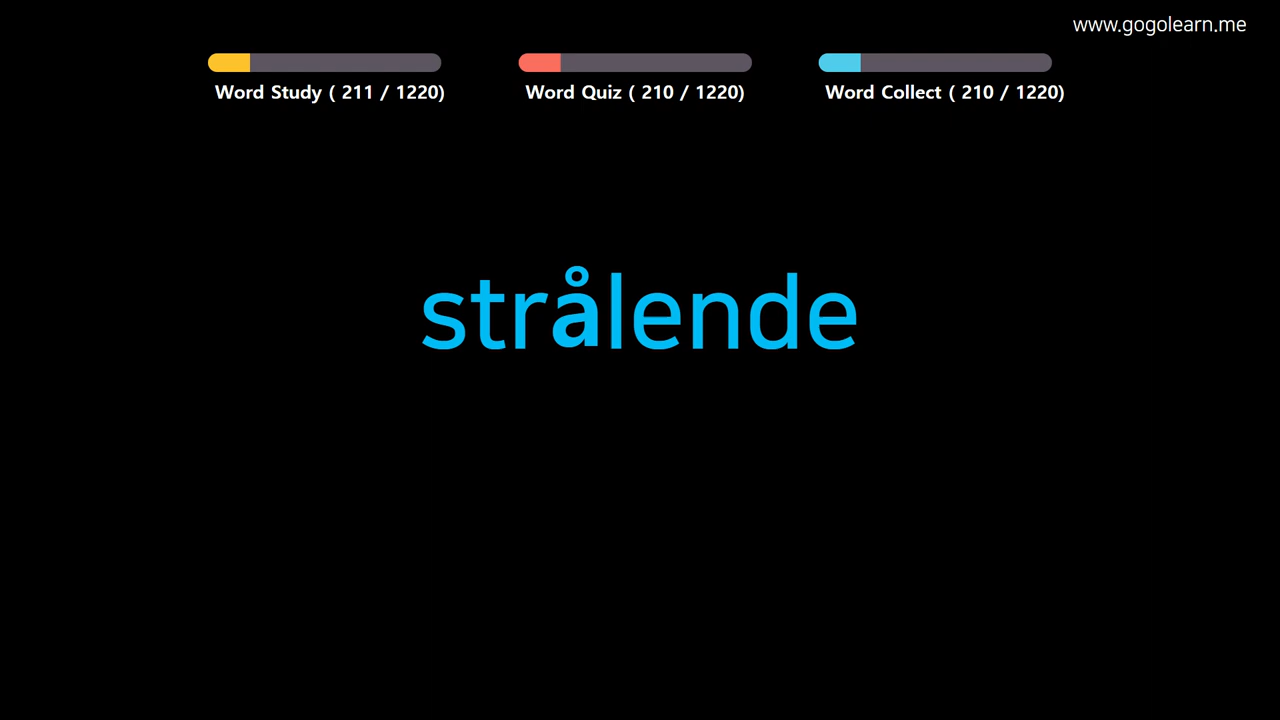 www.gogolearn.me
Word Study ( 211 / 1220)
Word Quiz ( 210 / 1220)
Word Collect ( 210 / 1220)
strålende